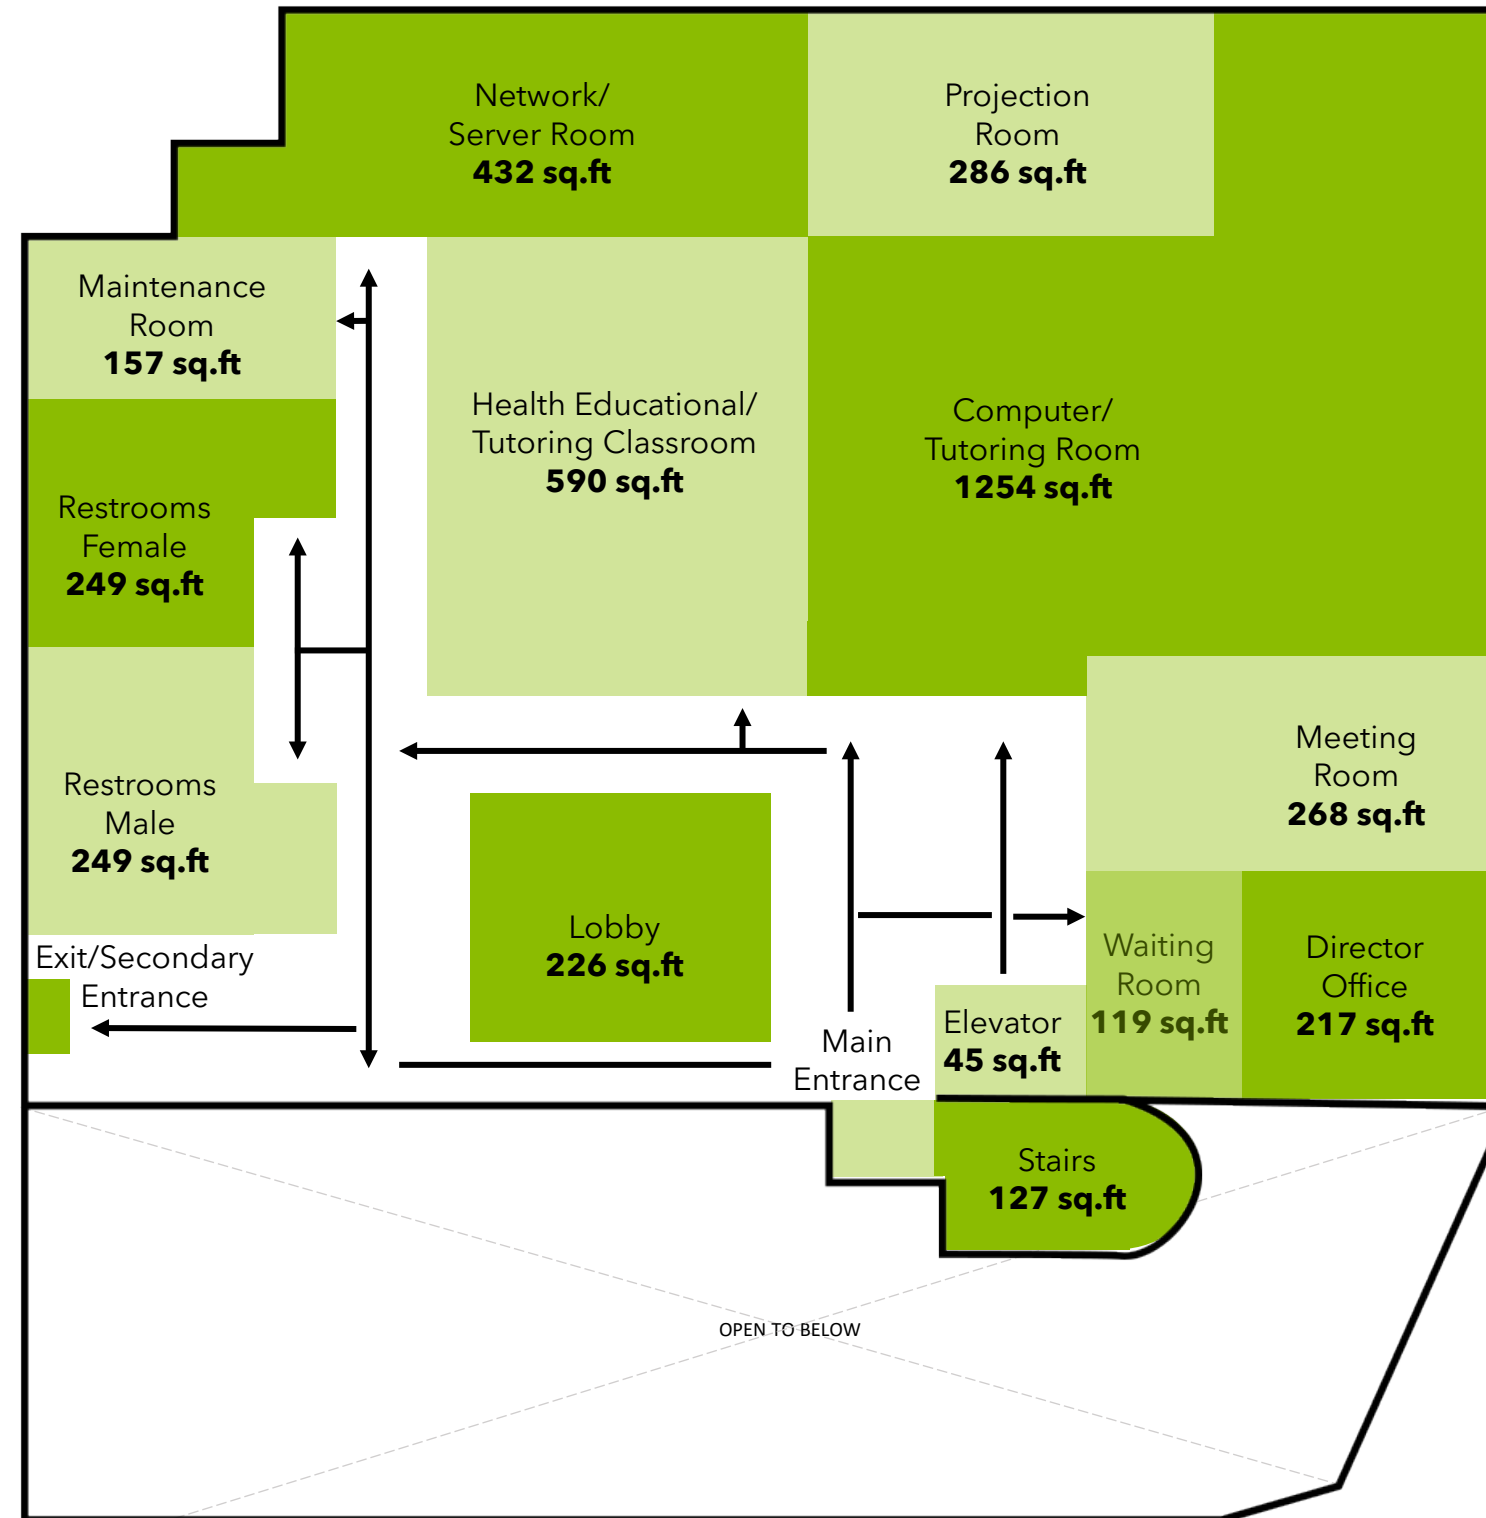 Network/
Server Room
432 sq.ft
Projection
Room
286 sq.ft
Maintenance
Room
157 sq.ft
Health Educational/
Tutoring Classroom
590 sq.ft
Computer/
Tutoring Room
1254 sq.ft
Restrooms
Female
249 sq.ft
Meeting
Room
268 sq.ft
Restrooms
Male
249 sq.ft
Lobby
226 sq.ft
Waiting
Room
119 sq.ft
Director
Office
217 sq.ft
Exit/Secondary
Entrance
Elevator
45 sq.ft
Main
Entrance
Stairs
127 sq.ft
OPEN TO BELOW